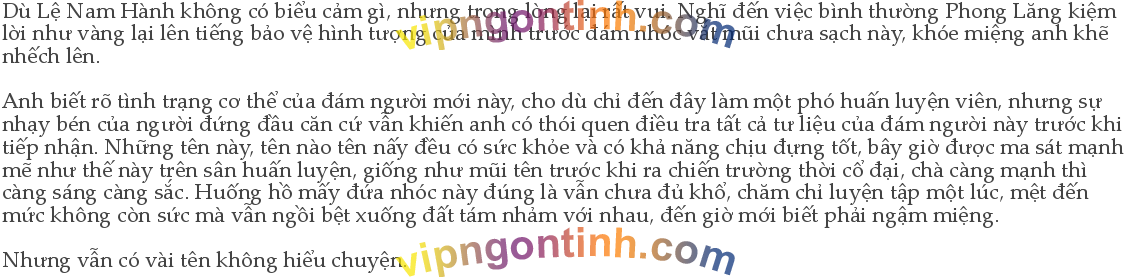 Dù Lệ Nam Hành không có biểu cảm gì, nhưng trong lòng lại rất vui. Nghĩ đến việc bình thường Phong Lăng kiệm
lời như vàng lại lên tiếng bảo vệ hình tượng của mình trước đám nhóc vắt mũi chưa sạch này, khóe miệng anh khẽ
nhếch lên.
Anh biết rõ tình trạng cơ thể của đám người mới này, cho dù chỉ đến đây làm một phó huấn luyện viên, nhưng sự
nhạy bén của người đứng đầu căn cứ vẫn khiến anh có thói quen điều tra tất cả tư liệu của đám người này trước khi
tiếp nhận. Những tên này, tên nào tên nấy đều có sức khỏe và có khả năng chịu đựng tốt, bây giờ được ma sát mạnh
mẽ như thế này trên sân huấn luyện, giống như mũi tên trước khi ra chiến trường thời cổ đại, chà càng mạnh thì
càng sáng càng sắc. Huống hồ mấy đứa nhóc này đúng là vẫn chưa đủ khổ, chăm chỉ luyện tập một lúc, mệt đến
mức không còn sức mà vẫn ngồi bệt xuống đất tám nhảm với nhau, đến giờ mới biết phải ngậm miệng.
Nhưng vẫn có vài tên không hiểu chuyện.
vipngontinh.com
vipngontinh.com